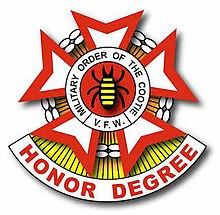 MILITARY ORDER OF THE COOTIE
V.F.W.
HONOR DEGREE